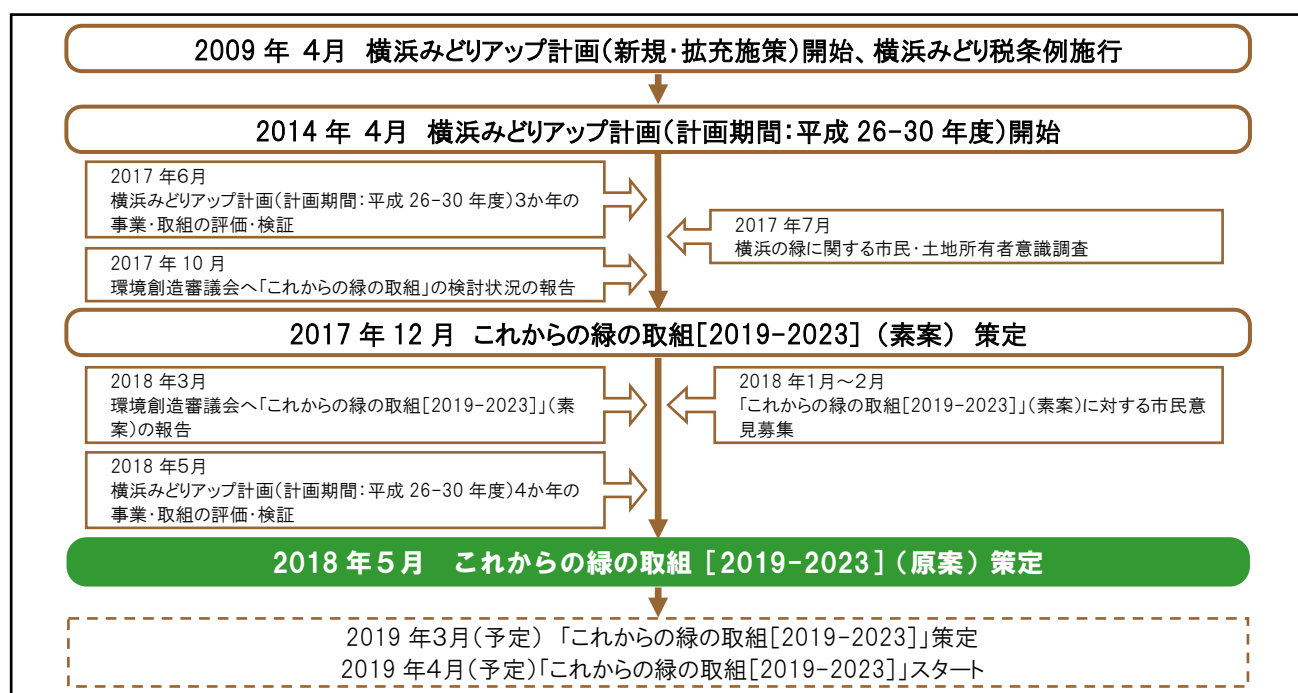 2009 年 4月 横浜みどりアップ計画(新規・拡充施策)開始、横浜みどり税条例施行
2014 年 4月 横浜みどりアップ計画(計画期間:平成 26-30 年度)開始
2017 年6月
横浜みどりアップ計画(計画期間:平成 26-30 年度)3か年の
事業・取組の評価・検証
2017 年7月
横浜の緑に関する市民・土地所有者意識調査
2017 年 10 月
環境創造審議会へ「これからの緑の取組」の検討状況の報告
2017 年 12 月 これからの緑の取組[2019-2023] (素案) 策定
2018 年3月
環境創造審議会へ「これからの緑の取組[2019-2023]」(素
案)の報告
2018 年1月~2月
「これからの緑の取組[2019-2023]」(素案)に対する市民意
見募集
2018 年5月
横浜みどりアップ計画(計画期間:平成 26-30 年度)4か年の
事業・取組の評価・検証
2018 年5月 これからの緑の取組 [2019-2023] (原案) 策定
2019 年3月(予定) 「これからの緑の取組[2019-2023]」策定
2019 年4月(予定)「これからの緑の取組[2019-2023]」スタート